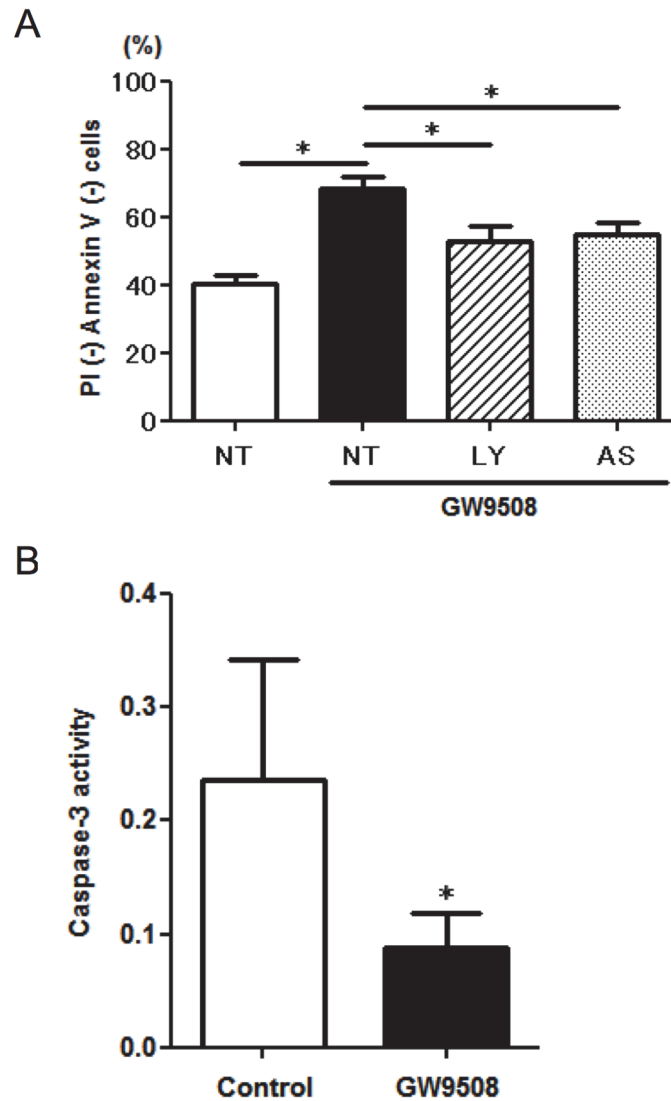 A
(%)
PI (-) Annexin V (-) cells
100
80
60
40
20
0
* * *
NT NT LY AS
GW9508
B
Caspase-3 activity
0.4
0.3
0.2
0.1
0.0
*
Control GW9508